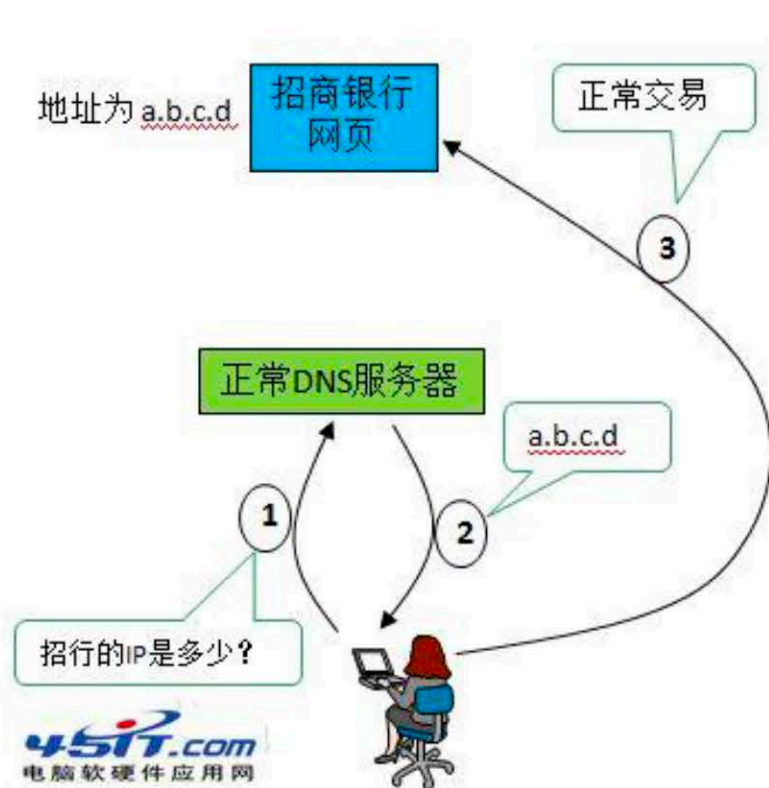 地址为 a.b.c.d
招商银行
网页
正常交易
3
正常DNS服务器
a.b.c.d
1
2
招行的IP是多少？
45IT.com
电脑软硬件应用网